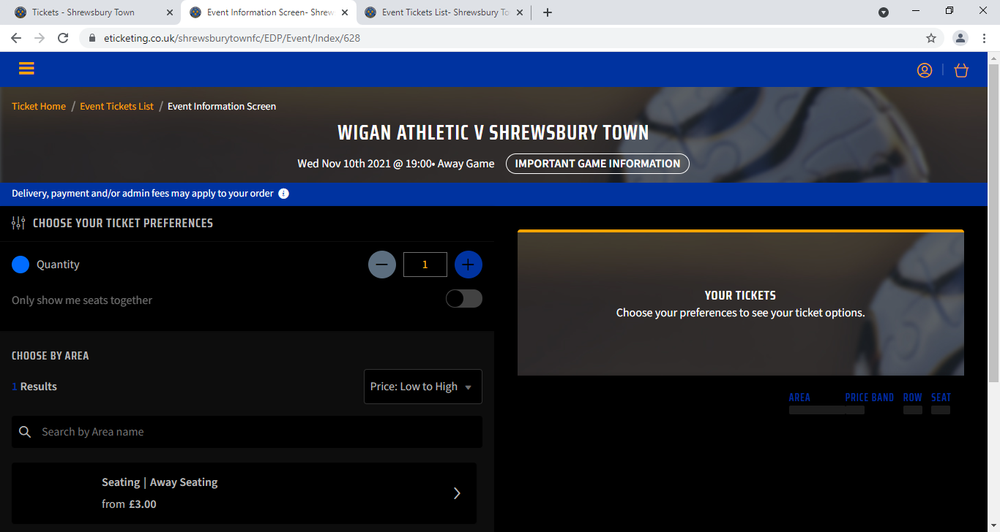 Tickets - Shrewsbury Town
Event Information Screen- Shrew
Event Tickets List- Shrewsbury To
eticketing.co.uk/shrewsburytownfc/EDP/Event/Index/628
Ticket Home / Event Tickets List / Event Information Screen
WIGAN ATHLETIC V SHREWSBURY TOWN
Wed Nov 10th 2021 @ 19:00• Away Game IMPORTANT GAME INFORMATION
Delivery, payment and/or admin fees may apply to your order
CHOOSE YOUR TICKET PREFERENCES
Quantity 1
Only show me seats together
CHOOSE BY AREA
1 Results
Price: Low to High
Search by Area name
Seating | Away Seating
from £3.00
YOUR TICKETS
Choose your preferences to see your ticket options.
AREA PRICE BAND ROW SEAT